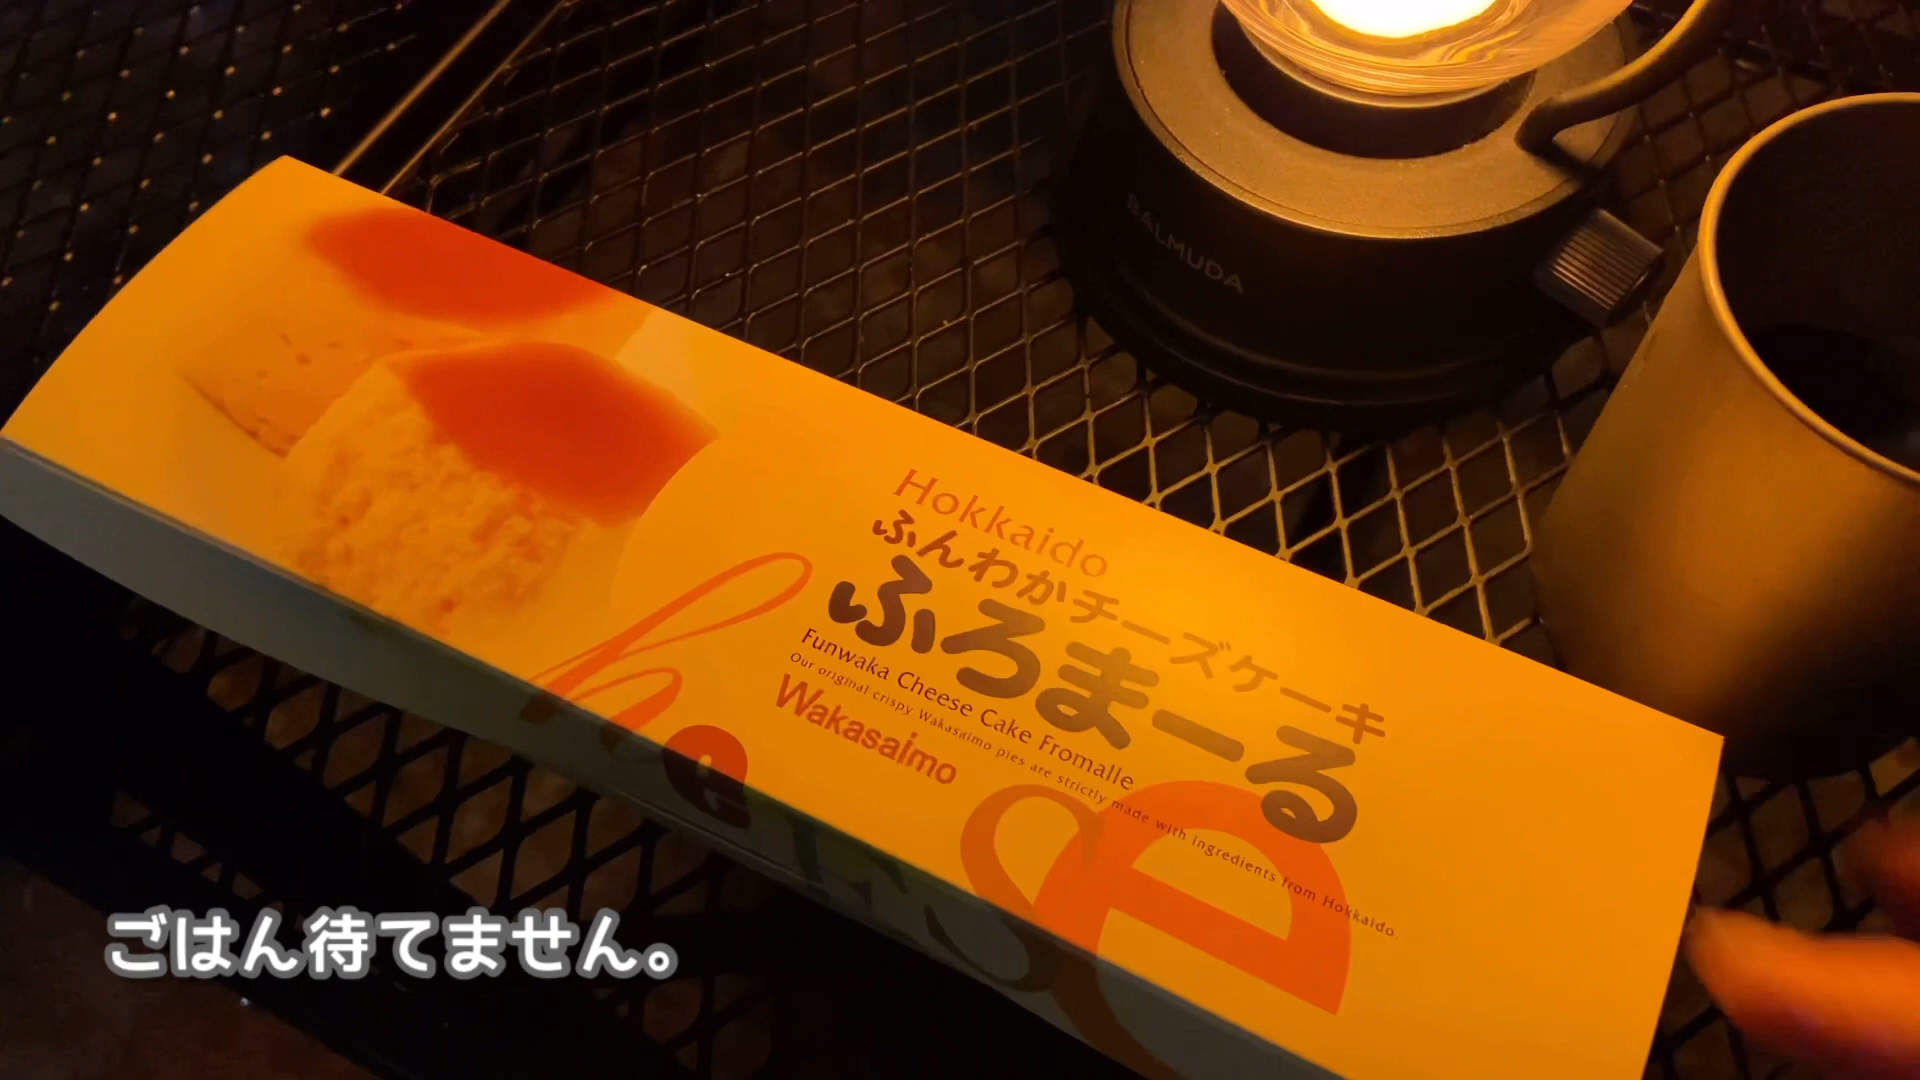 BALMUDA
Hokkaido
ふんわかチーズケーキ
ふろまーる
Funwaka Cheese Cake Fromalle
Our original crispy Wakasaimo pies are strictly made with ingredients from Hokkaido.
Wakasaimo
ごはん待てません。